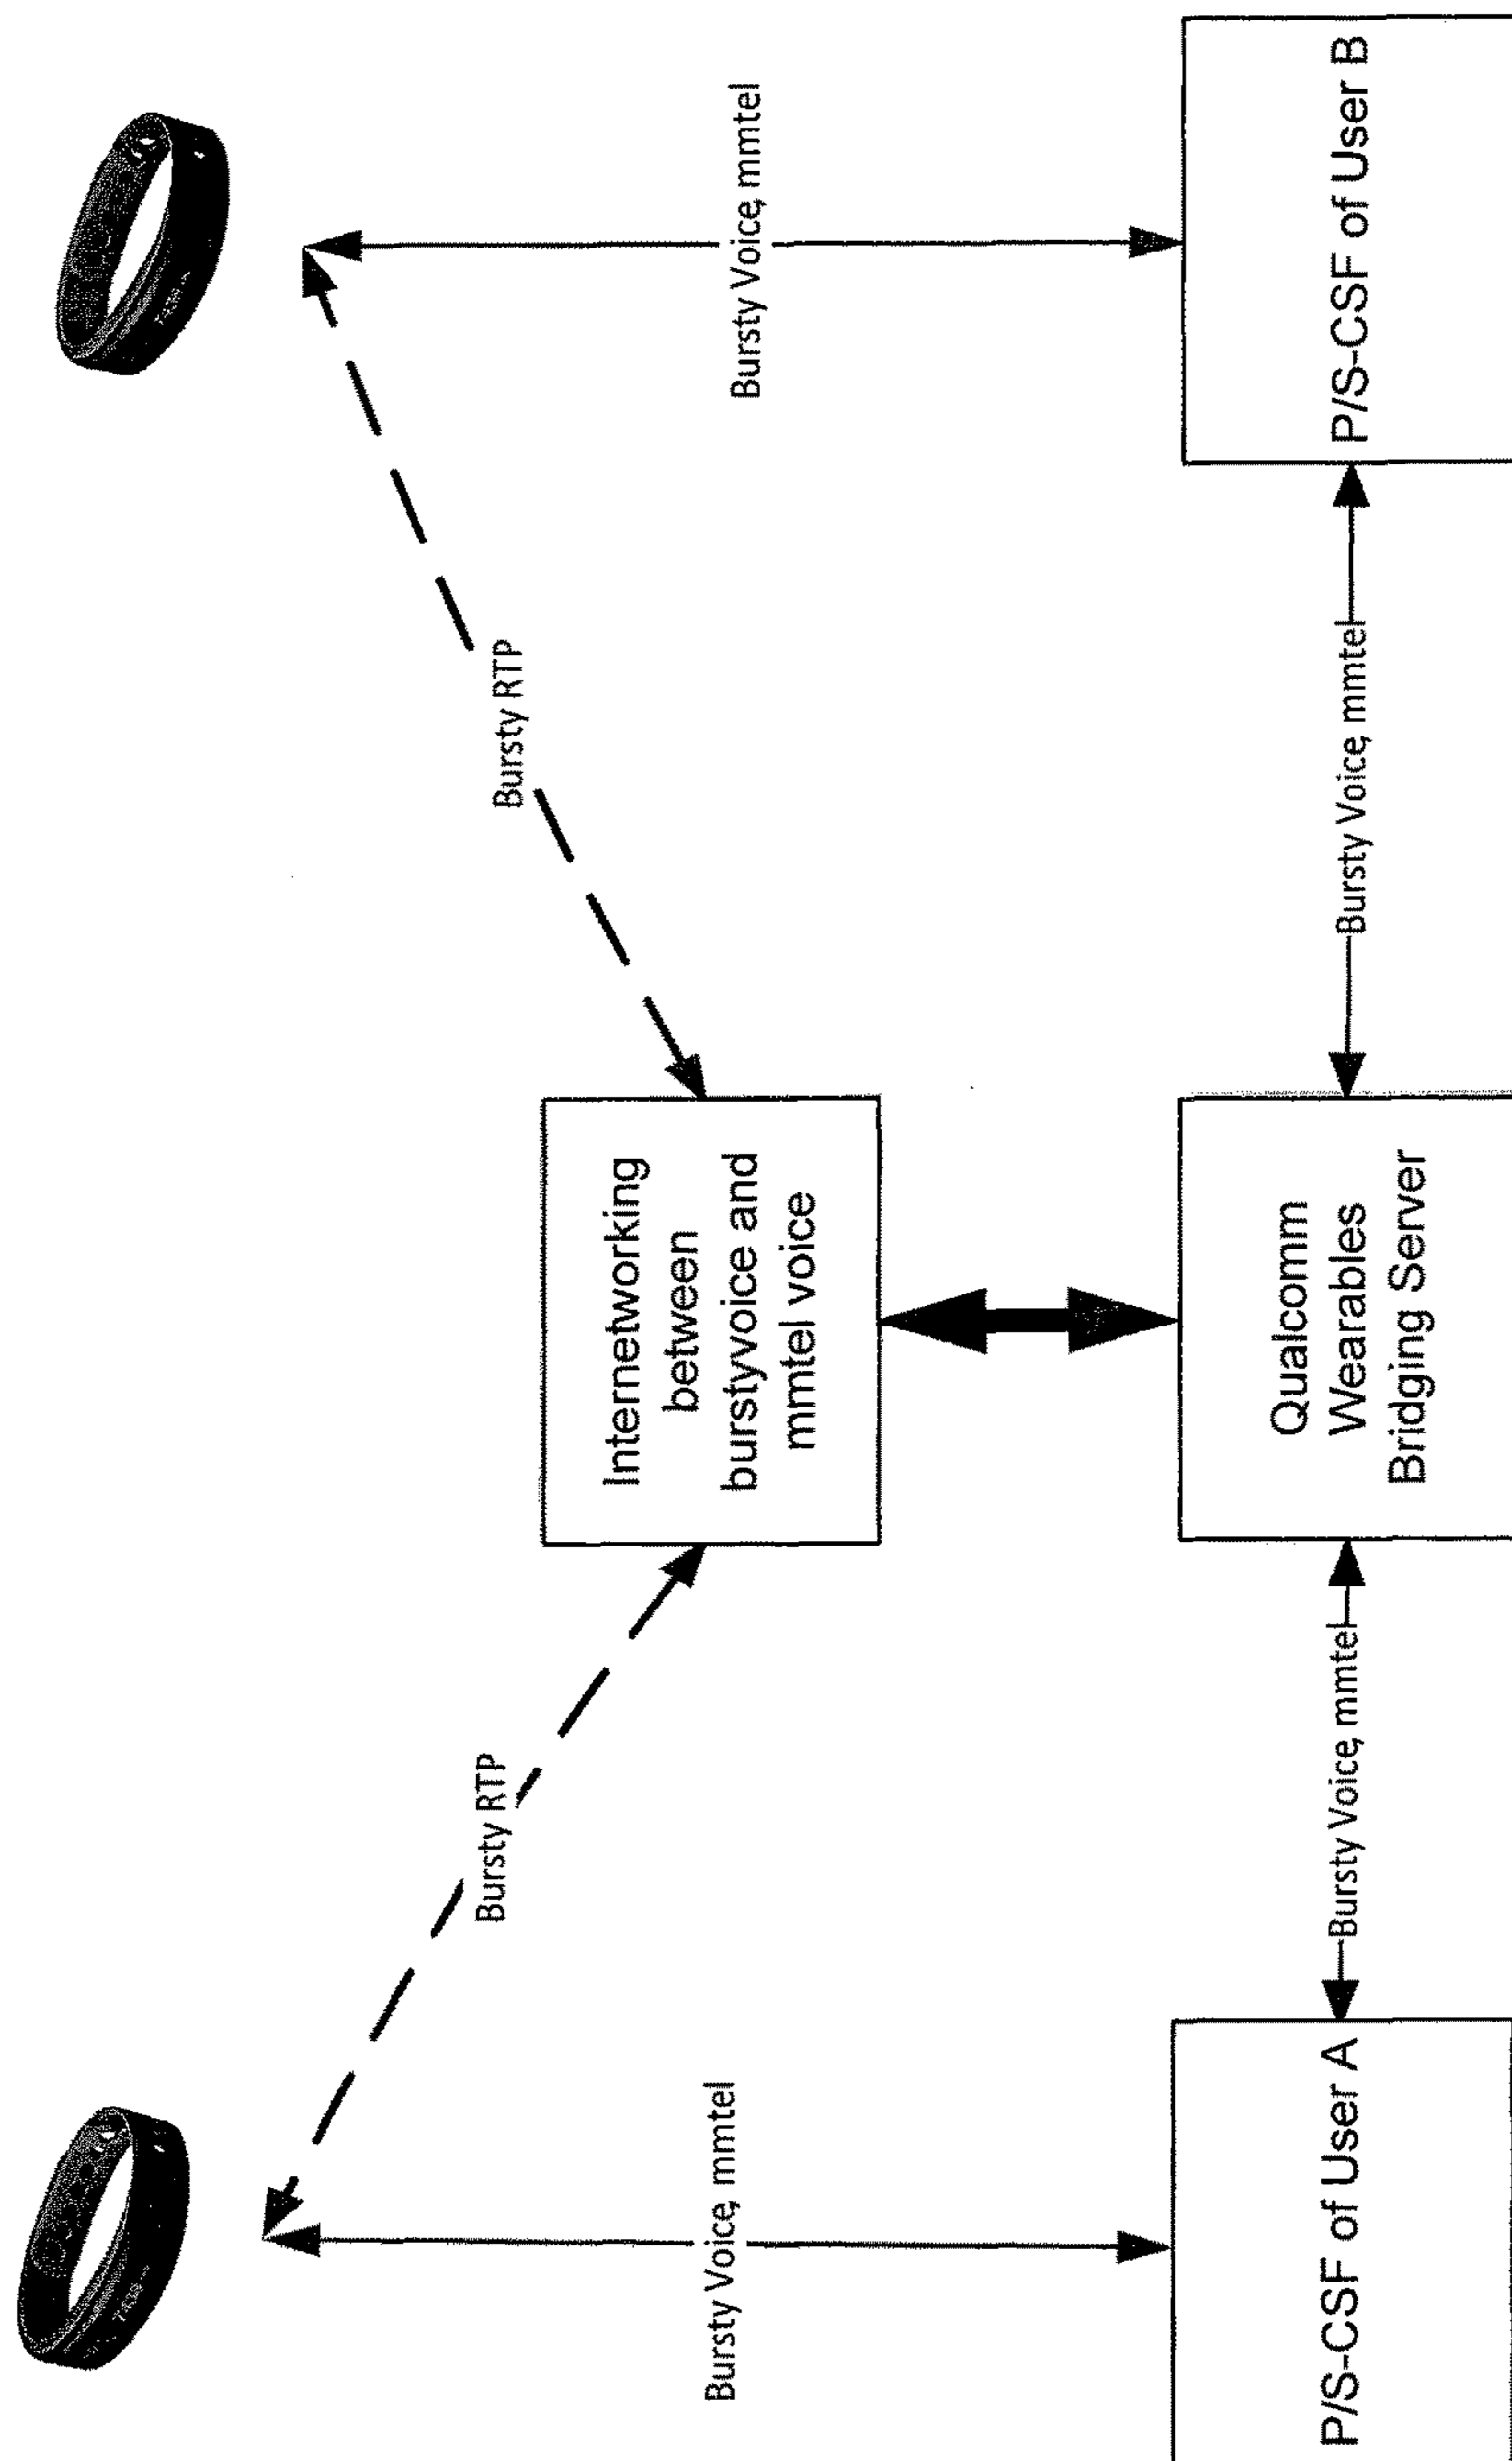 Bursty RTP
Bursty RTP
Internetworking
between
burstyvoice and
mmtel voice
Bursty Voice, mmtel
Bursty Voice, mmtel
P/S-CSF of User A
Bursty Voice, mmtel
Qualcomm
Wearables
Bridging Server
Bursty Voice, mmtel
P/S-CSF of User B